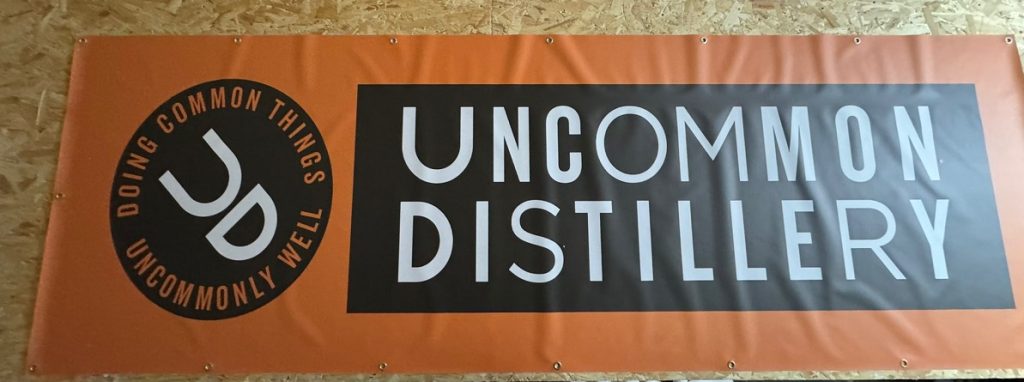 DOING COMMON THINGS
UD
UNCOMMONLY WELL
UNCOMMON
DISTILLERY